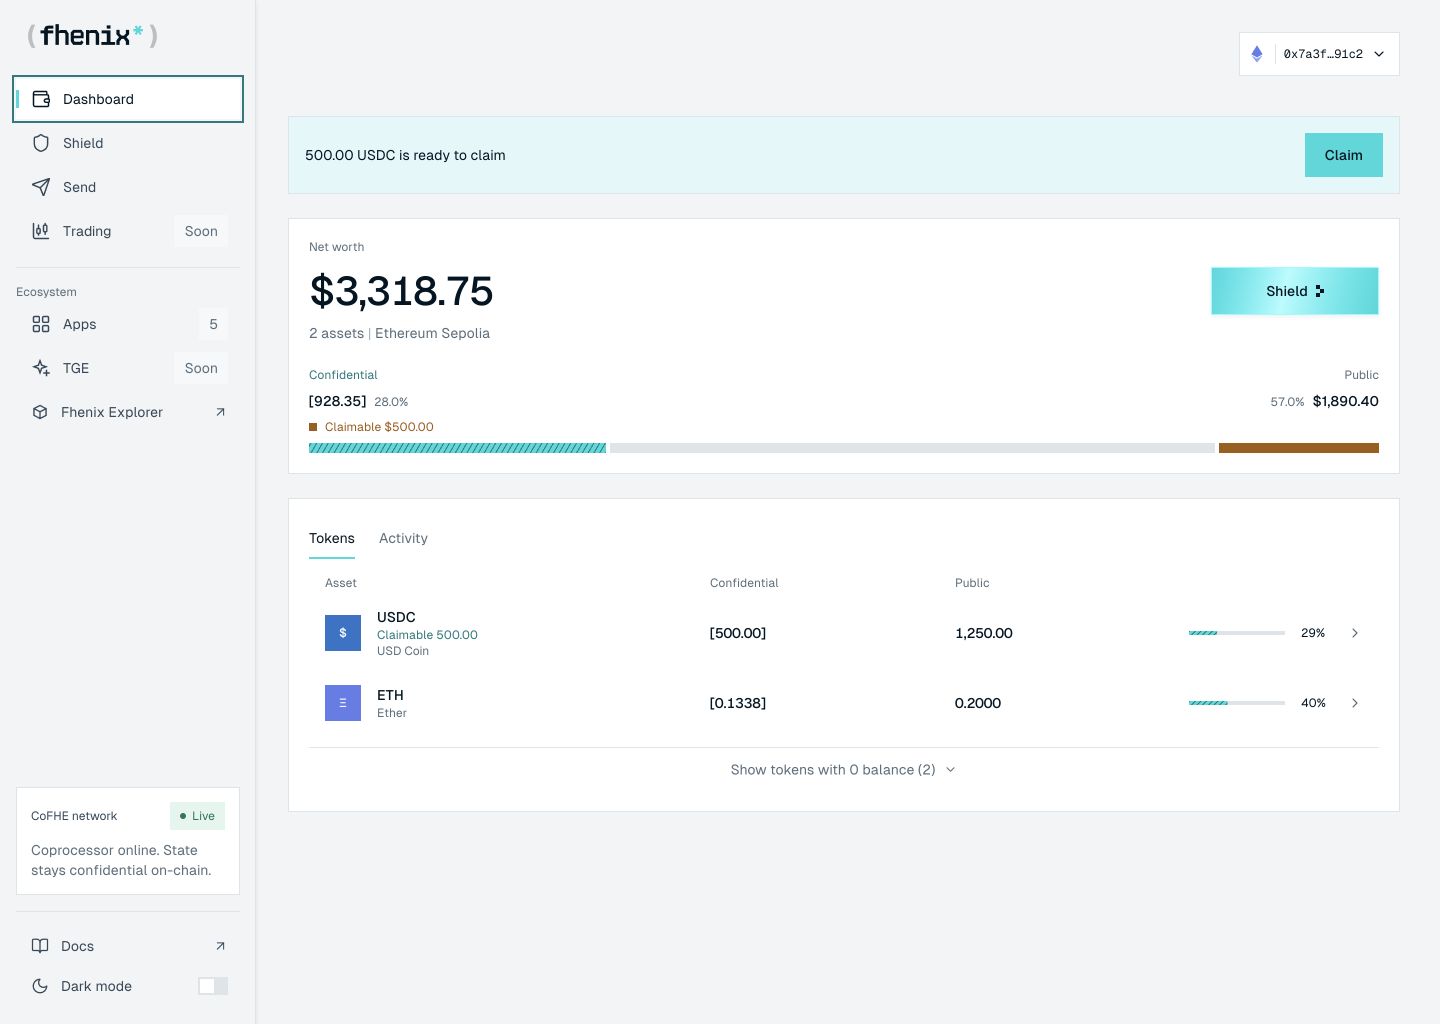 (fhenix*)
Dashboard
Shield
Send
Trading Soon
Ecosystem
Apps 5
TGE Soon
Fhenix Explorer
CoFHE network Live
Coprocessor online. State
stays confidential on-chain.
Docs
Dark mode
0x7a3f…91c2
500.00 USDC is ready to claim Claim
Net worth
$3,318.75
Shield
2 assets | Ethereum Sepolia
Confidential Public
[928.35] 28.0% 57.0% $1,890.40
Claimable $500.00
Tokens Activity
Asset Confidential Public
$ USDC
Claimable 500.00
USD Coin
[500.00] 1,250.00 29%
Ξ ETH
Ether
[0.1338] 0.2000 40%
Show tokens with 0 balance (2)